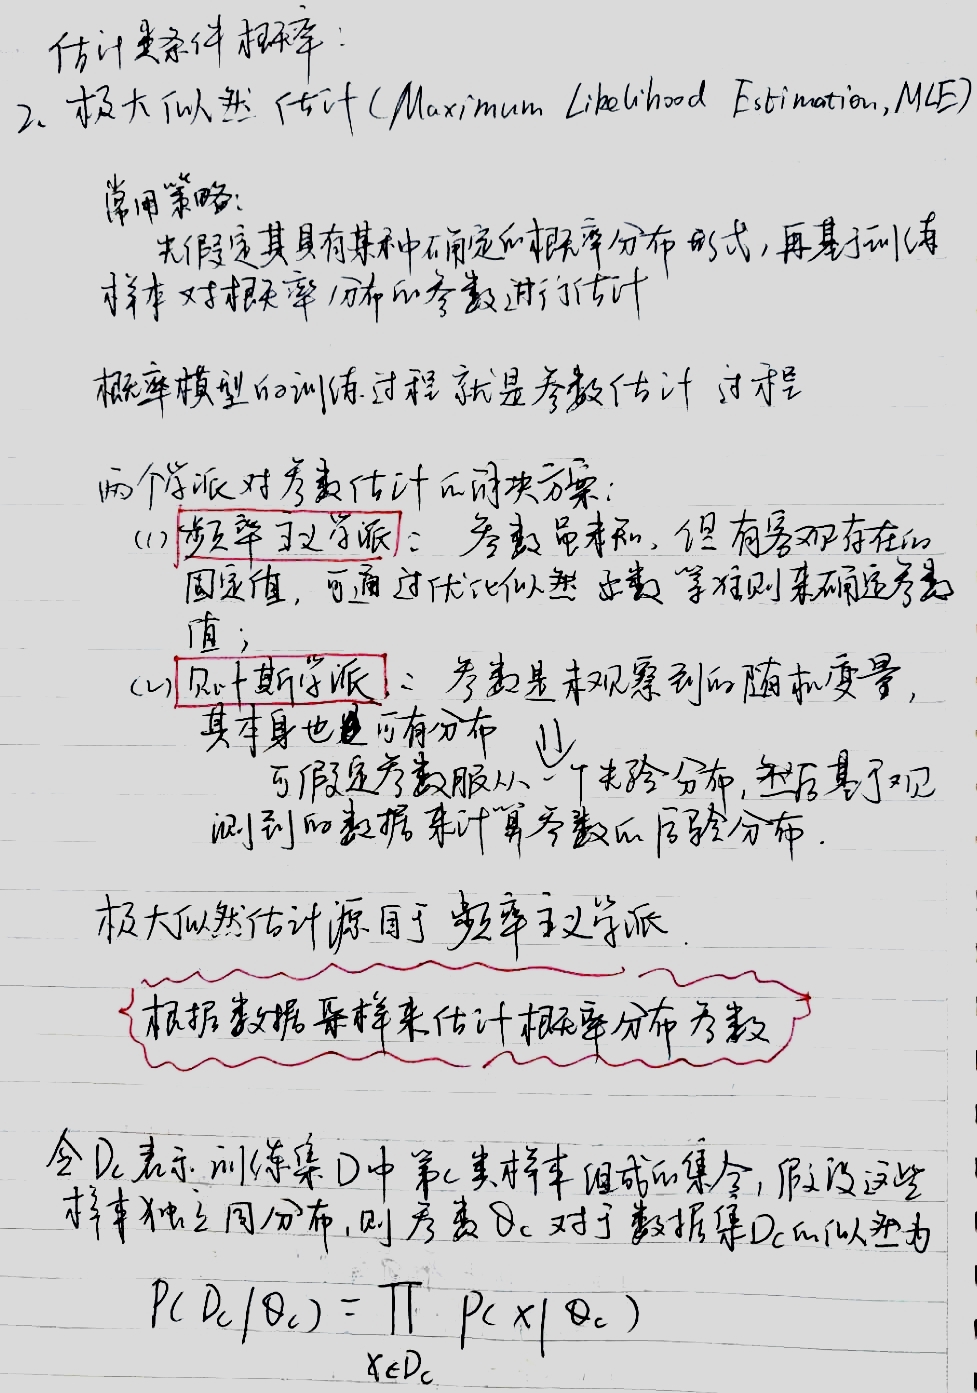 估计类条件概率：
2、极大似然估计(Maximum Likelihood Estimation, MLE)
常用策略：
先假定其具有某种确定的概率分布形式，再基于训练
样本对概率分布的参数进行估计
概率模型的训练过程就是参数估计过程
两个学派对参数估计的解决方案：
(1) 频率主义学派： 参数虽未知，但有客观存在的
固定值，可通过优化似然函数等准则来确定参数
值；
(2) 贝叶斯学派： 参数是未观察到的随机变量，
其本身也可有分布
⇓
可假定参数服从一个先验分布，然后基于观
测到的数据来计算参数的后验分布.
极大似然估计源自于频率主义学派.
根据数据采样来估计概率分布参数
令Dc表示训练集D中第c类样本组成的集合，假设这些
样本独立同分布，则参数θc对于数据集Dc的似然为
P(Dc|θc) = ∏ P(x|θc)
x∈Dc